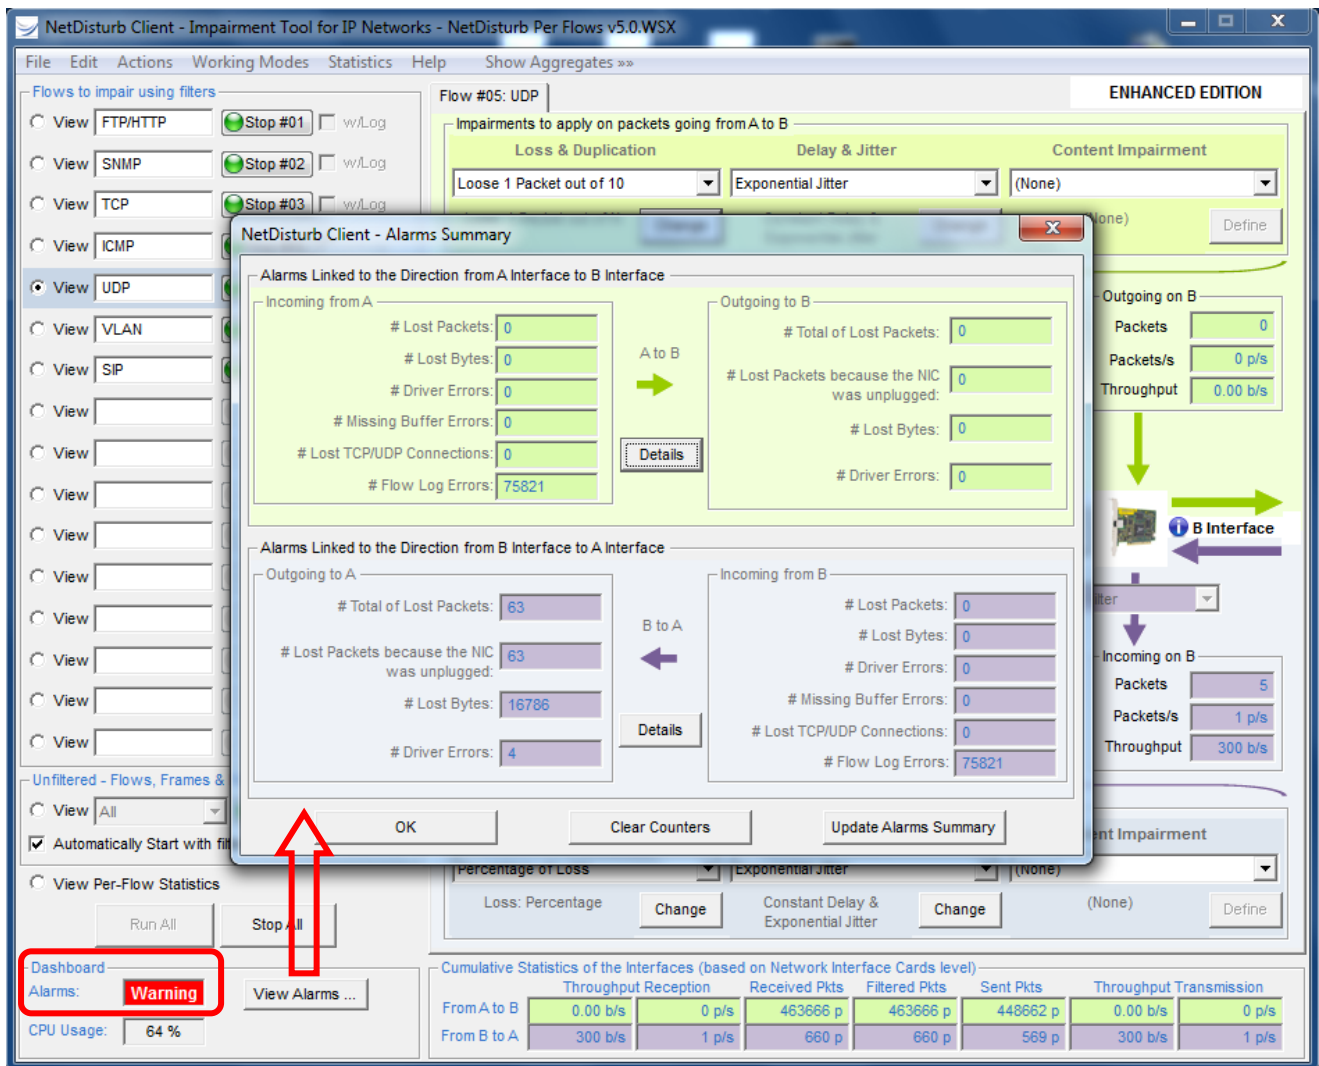 NetDisturb Client - Impairment Tool for IP Networks - NetDisturb Per Flows v5.0.WSX
File Edit Actions Working Modes Statistics Help Show Aggregates »»
Flows to impair using filters
View FTP/HTTP Stop #01 w/Log
View SNMP Stop #02 w/Log
View TCP Stop #03 w/Log
View ICMP
View UDP
View VLAN
View SIP
View
View
View
View
View
View
View
View
View
Unfiltered - Flows, Frames &
View All
Automatically Start with filt
View Per-Flow Statistics
Run All Stop All
Dashboard
Alarms: Warning View Alarms ...
CPU Usage: 64 %
Flow #05: UDP
ENHANCED EDITION
Impairments to apply on packets going from A to B
Loss & Duplication Delay & Jitter Content Impairment
Loose 1 Packet out of 10 Exponential Jitter (None)
Define
Outgoing on B
Packets 0
Packets/s 0 p/s
Throughput 0.00 b/s
B Interface
Incoming on B
Packets 5
Packets/s 1 p/s
Throughput 300 b/s
NetDisturb Client - Alarms Summary
Alarms Linked to the Direction from A Interface to B Interface
Incoming from A
# Lost Packets: 0
# Lost Bytes: 0
# Driver Errors: 0
# Missing Buffer Errors: 0
# Lost TCP/UDP Connections: 0
# Flow Log Errors: 75821
A to B
Details
Outgoing to B
# Total of Lost Packets: 0
# Lost Packets because the NIC
was unplugged: 0
# Lost Bytes: 0
# Driver Errors: 0
Alarms Linked to the Direction from B Interface to A Interface
Outgoing to A
# Total of Lost Packets: 63
# Lost Packets because the NIC
was unplugged: 63
# Lost Bytes: 16786
# Driver Errors: 4
B to A
Details
Incoming from B
# Lost Packets: 0
# Lost Bytes: 0
# Driver Errors: 0
# Missing Buffer Errors: 0
# Lost TCP/UDP Connections: 0
# Flow Log Errors: 75821
OK Clear Counters Update Alarms Summary
nt Impairment
Percentage of Loss Exponential Jitter (None)
Loss: Percentage Change Constant Delay &
Exponential Jitter Change (None) Define
Cumulative Statistics of the Interfaces (based on Network Interface Cards level)
Throughput Reception Received Pkts Filtered Pkts Sent Pkts Throughput Transmission
From A to B 0.00 b/s 0 p/s 463666 p 463666 p 448662 p 0.00 b/s 0 p/s
From B to A 300 b/s 1 p/s 660 p 660 p 569 p 300 b/s 1 p/s